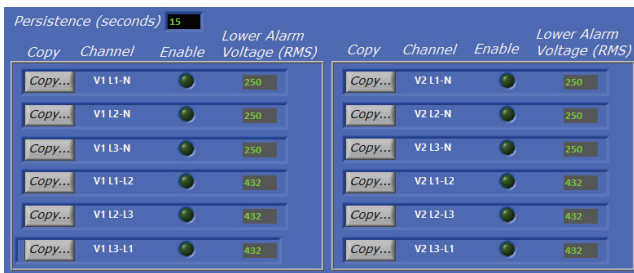 Persistence (seconds) 15
Copy Channel Enable Lower Alarm Voltage (RMS)
Copy... V1 L1-N 250
Copy... V1 L2-N 250
Copy... V1 L3-N 250
Copy... V1 L1-L2 432
Copy... V1 L2-L3 432
Copy... V1 L3-L1 432
Copy Channel Enable Lower Alarm Voltage (RMS)
Copy... V2 L1-N 250
Copy... V2 L2-N 250
Copy... V2 L3-N 250
Copy... V2 L1-L2 432
Copy... V2 L2-L3 432
Copy... V2 L3-L1 432